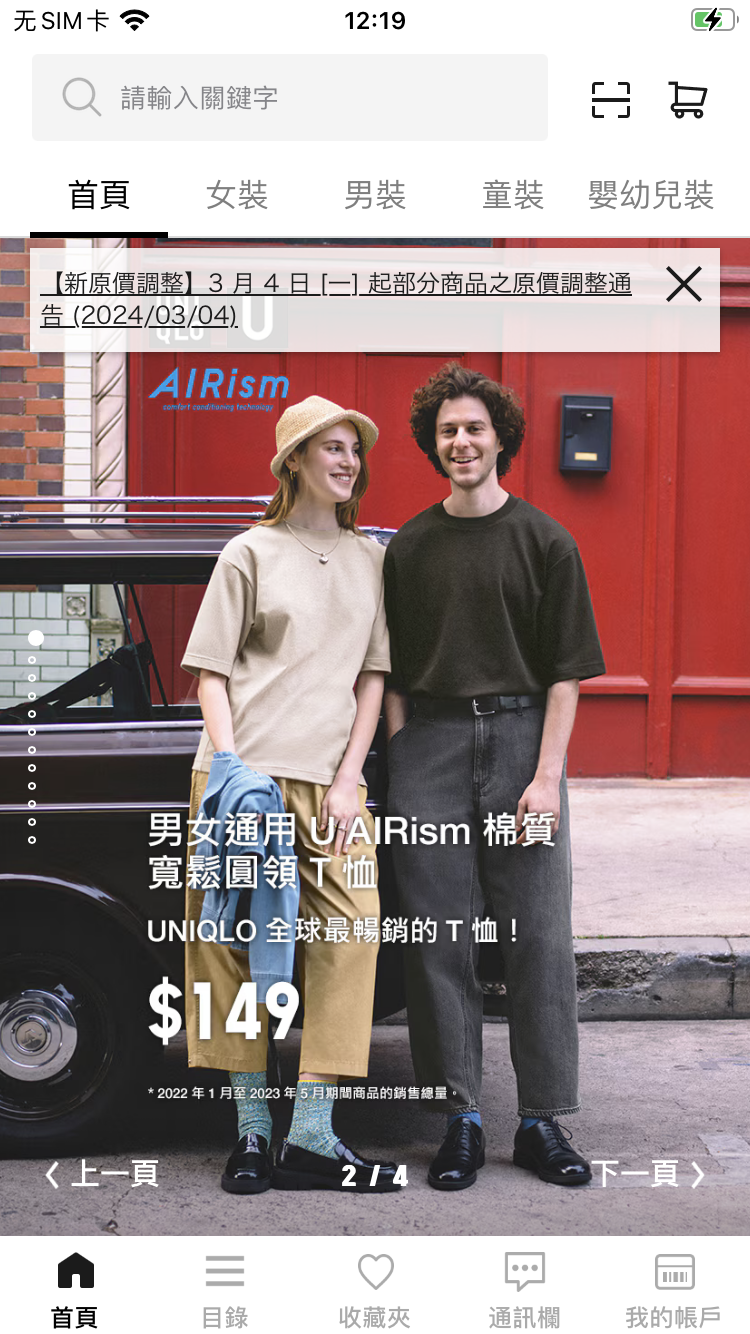 无SIM卡
12:19
請輸入關鍵字
首頁
女裝
男裝
童裝
嬰幼兒裝
【新原價調整】3 月 4 日 [一] 起部分商品之原價調整通
告 (2024/03/04)
AIRism
comfort conditioning technology
男女通用 U AIRism 棉質
寬鬆圓領 T 恤
UNIQLO 全球最暢銷的 T 恤！
$149
* 2022 年 1 月至 2023 年 5 月期間商品的銷售總量。
上一頁
2 / 4
下一頁
首頁
目錄
收藏夾
通訊欄
我的帳戶